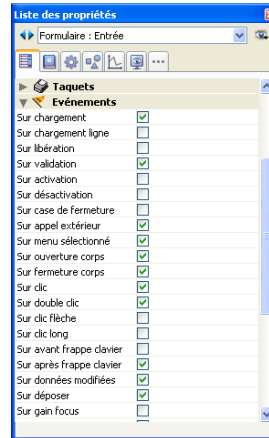 Liste des propriétés
Formulaire : Entrée
Taquets
Evénements
Sur chargement
Sur chargement ligne
Sur libération
Sur validation
Sur activation
Sur désactivation
Sur case de fermeture
Sur appel extérieur
Sur menu sélectionné
Sur ouverture corps
Sur fermeture corps
Sur clic
Sur double clic
Sur clic flèche
Sur clic long
Sur avant frappe clavier
Sur après frappe clavier
Sur données modifiées
Sur déposer
Sur gain focus